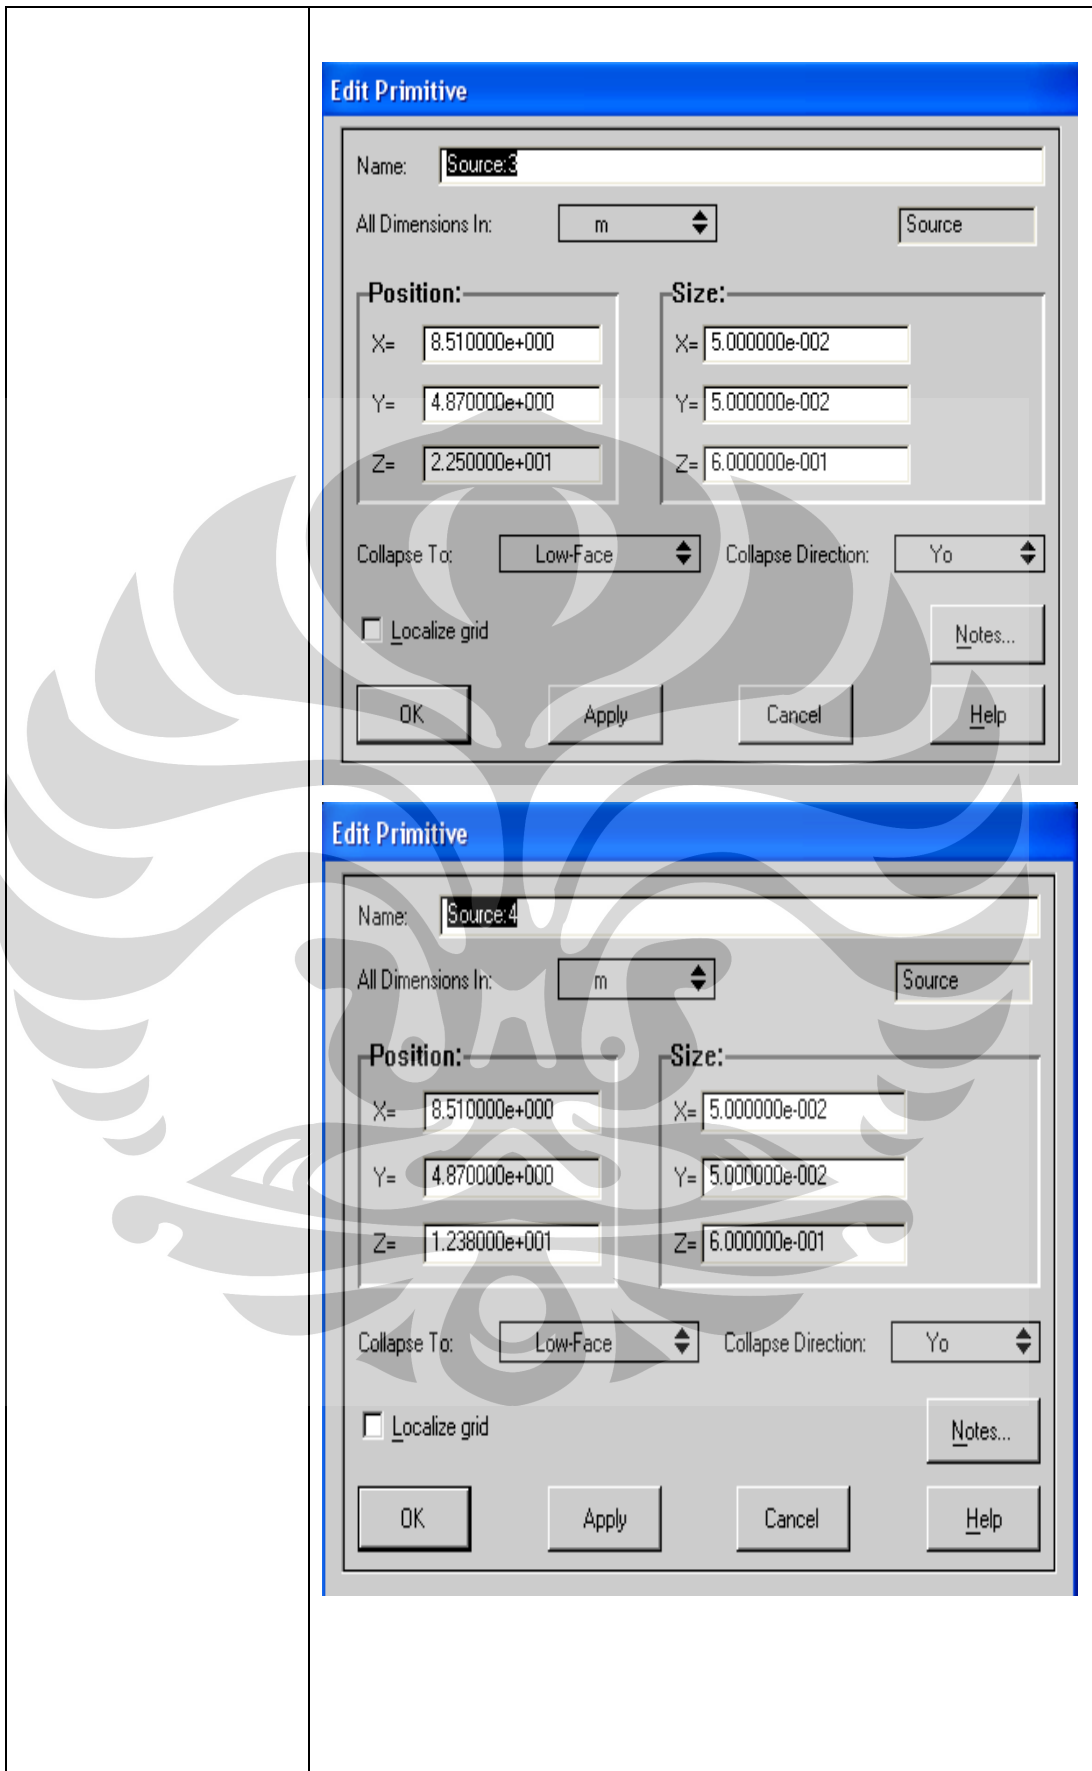 Edit Primitive
Name: Source:3
All Dimensions In: m Source
Position: Size:
X= 8.510000e+000 X= 5.000000e-002
Y= 4.870000e+000 Y= 5.000000e-002
Z= 2.250000e+001 Z= 6.000000e-001
Collapse To: Low-Face Collapse Direction: Yo
Localize grid Notes...
OK Apply Cancel Help
Edit Primitive
Name: Source:4
All Dimensions In: m Source
Position: Size:
X= 8.510000e+000 X= 5.000000e-002
Y= 4.870000e+000 Y= 5.000000e-002
Z= 1.238000e+001 Z= 6.000000e-001
Collapse To: Low-Face Collapse Direction: Yo
Localize grid Notes...
OK Apply Cancel Help